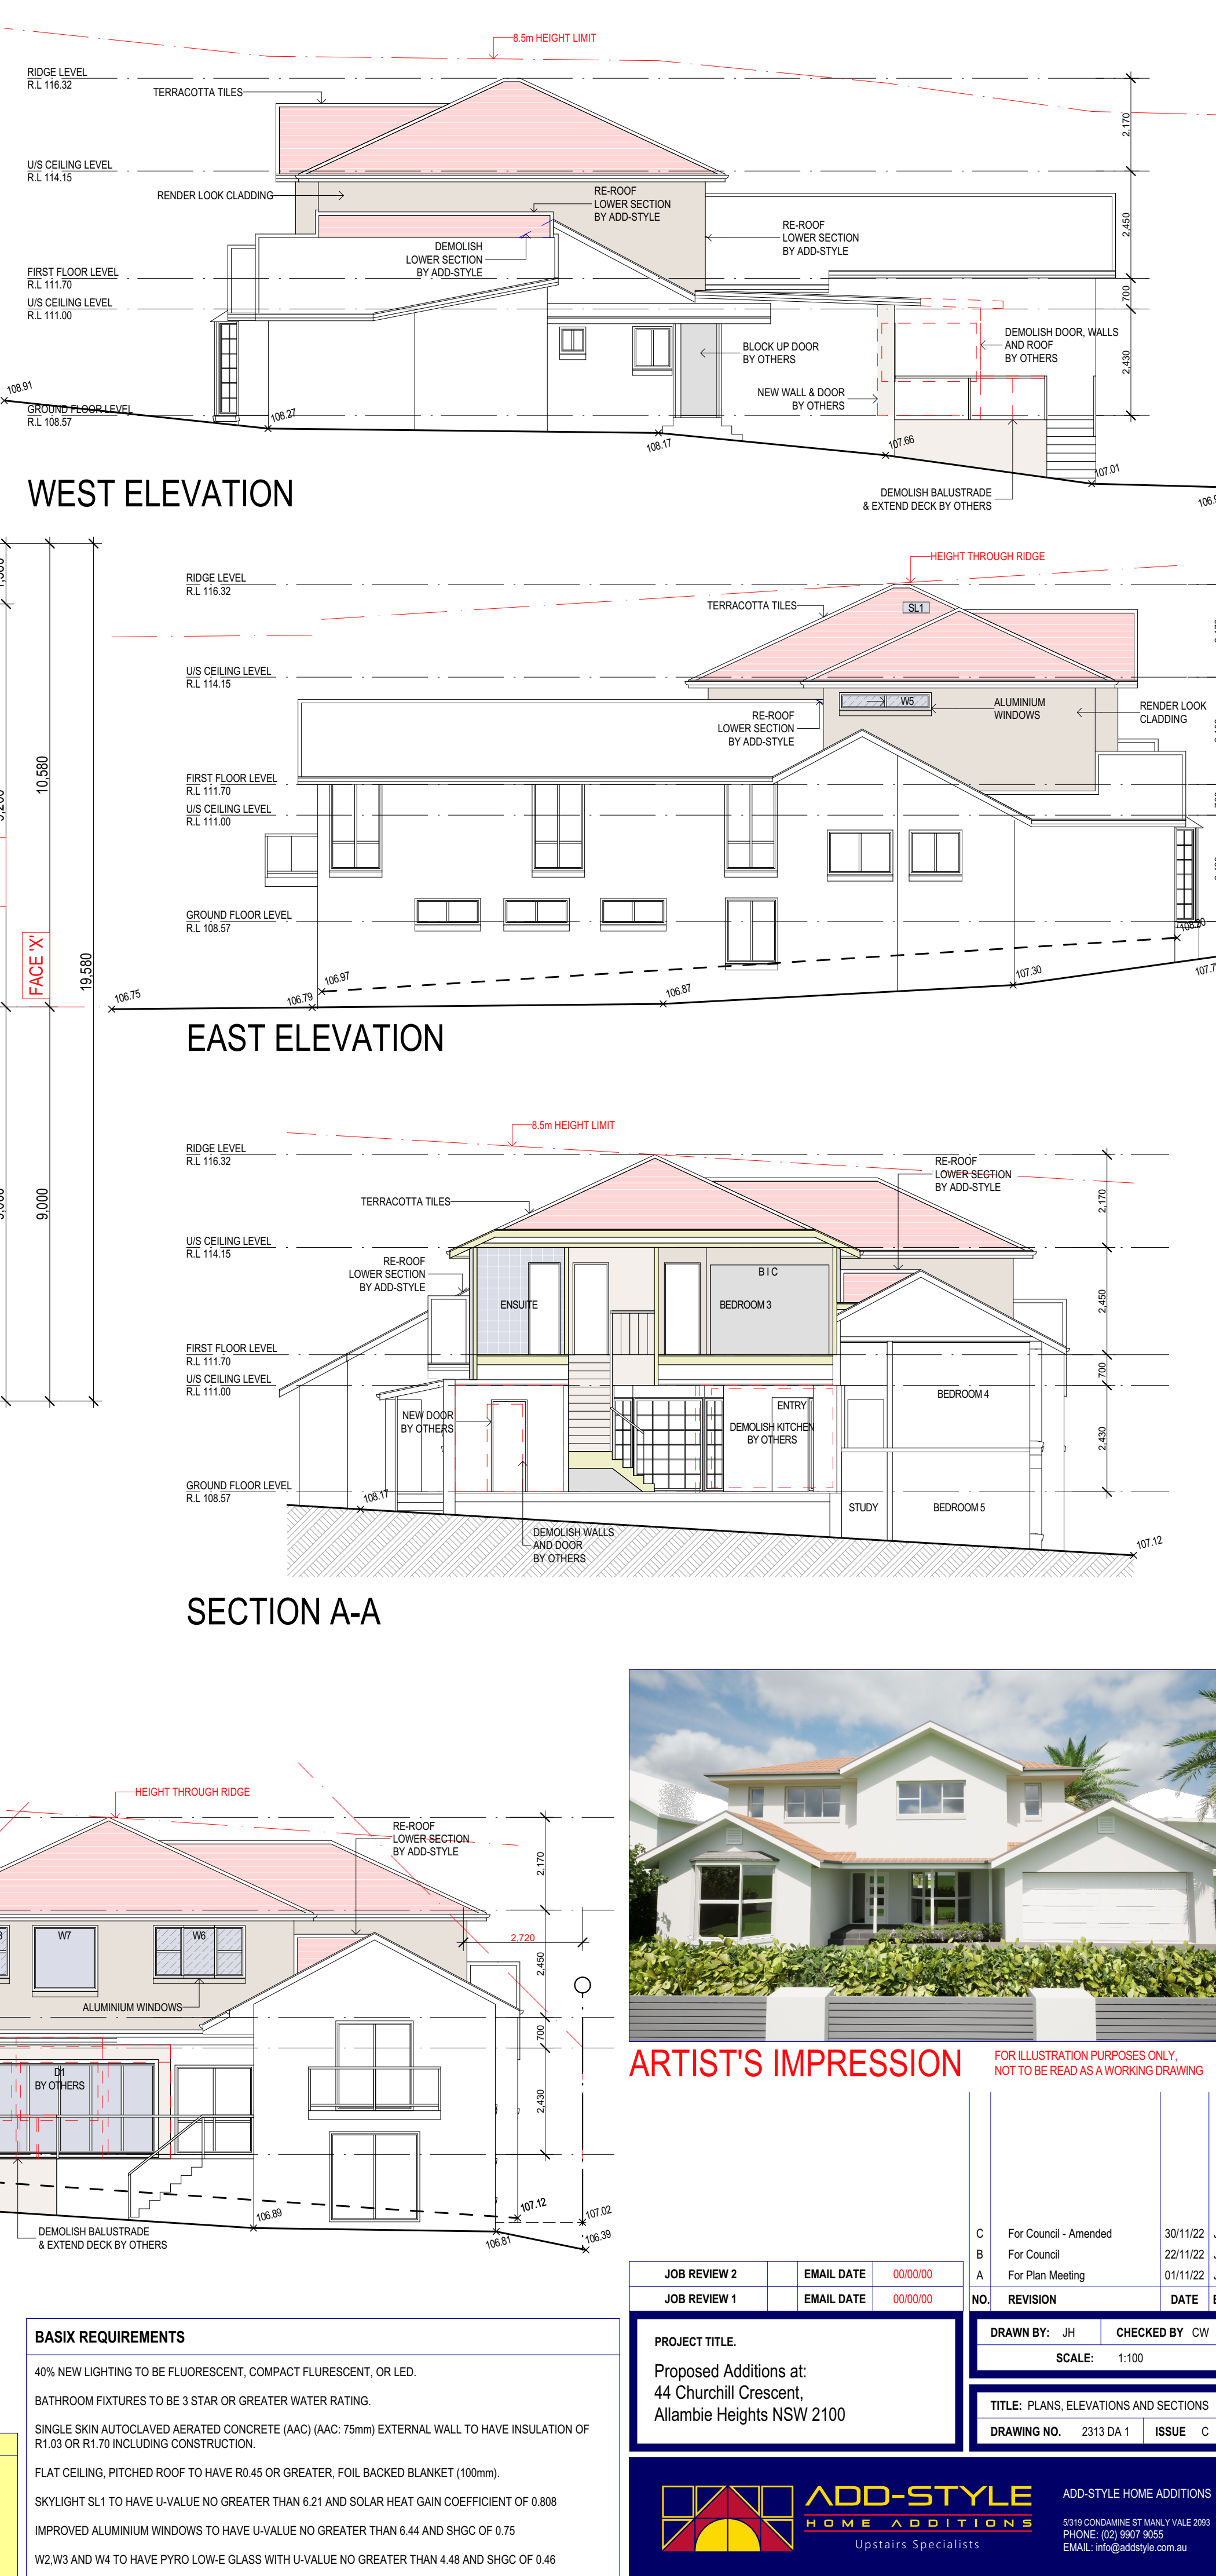 8.5m HEIGHT LIMIT
RIDGE LEVEL
R.L 116.32
TERRACOTTA TILES
2,170
U/S CEILING LEVEL
R.L 114.15
RENDER LOOK CLADDING
RE-ROOF
LOWER SECTION
BY ADD-STYLE
RE-ROOF
LOWER SECTION
BY ADD-STYLE
2,450
DEMOLISH
LOWER SECTION
BY ADD-STYLE
FIRST FLOOR LEVEL
R.L 111.70
700
U/S CEILING LEVEL
R.L 111.00
DEMOLISH DOOR, WALLS
AND ROOF
BY OTHERS
BLOCK UP DOOR
BY OTHERS
2,430
NEW WALL & DOOR
BY OTHERS
108.91
GROUND FLOOR LEVEL
R.L 108.57
108.27
108.17
107.66
107.01
DEMOLISH BALUSTRADE
& EXTEND DECK BY OTHERS
WEST ELEVATION
HEIGHT THROUGH RIDGE
RIDGE LEVEL
R.L 116.32
TERRACOTTA TILES
SL1
U/S CEILING LEVEL
R.L 114.15
W5
ALUMINIUM
WINDOWS
RENDER LOOK
CLADDING
RE-ROOF
LOWER SECTION
BY ADD-STYLE
FIRST FLOOR LEVEL
R.L 111.70
U/S CEILING LEVEL
R.L 111.00
10,580
GROUND FLOOR LEVEL
R.L 108.57
FACE 'X'
19,580
9,000
108.20
106.97
107.30
106.75
106.79
106.87
EAST ELEVATION
8.5m HEIGHT LIMIT
RIDGE LEVEL
R.L 116.32
RE-ROOF
LOWER SECTION
BY ADD-STYLE
TERRACOTTA TILES
2,170
U/S CEILING LEVEL
R.L 114.15
RE-ROOF
LOWER SECTION
BY ADD-STYLE
B I C
ENSUITE
BEDROOM 3
2,450
FIRST FLOOR LEVEL
R.L 111.70
700
U/S CEILING LEVEL
R.L 111.00
BEDROOM 4
NEW DOOR
BY OTHERS
ENTRY
DEMOLISH KITCHEN
BY OTHERS
2,430
GROUND FLOOR LEVEL
R.L 108.57
108.17
STUDY
BEDROOM 5
DEMOLISH WALLS
AND DOOR
BY OTHERS
107.12
SECTION A-A
HEIGHT THROUGH RIDGE
RE-ROOF
LOWER SECTION
BY ADD-STYLE
2,170
W7
W6
2,720
2,450
ALUMINIUM WINDOWS
700
D1
BY OTHERS
2,430
106.89
107.12
107.02
106.81
106.39
DEMOLISH BALUSTRADE
& EXTEND DECK BY OTHERS
ARTIST'S IMPRESSION
FOR ILLUSTRATION PURPOSES ONLY,
NOT TO BE READ AS A WORKING DRAWING
C For Council - Amended 30/11/22
B For Council 22/11/22
A For Plan Meeting 01/11/22
NO. REVISION DATE
JOB REVIEW 2 EMAIL DATE 00/00/00
JOB REVIEW 1 EMAIL DATE 00/00/00
PROJECT TITLE.
Proposed Additions at:
44 Churchill Crescent,
Allambie Heights NSW 2100
DRAWN BY: JH CHECKED BY CW
SCALE: 1:100
TITLE: PLANS, ELEVATIONS AND SECTIONS
DRAWING NO. 2313 DA 1 ISSUE C
BASIX REQUIREMENTS
40% NEW LIGHTING TO BE FLUORESCENT, COMPACT FLURESCENT, OR LED.
BATHROOM FIXTURES TO BE 3 STAR OR GREATER WATER RATING.
SINGLE SKIN AUTOCLAVED AERATED CONCRETE (AAC) (AAC: 75mm) EXTERNAL WALL TO HAVE INSULATION OF
R1.03 OR R1.70 INCLUDING CONSTRUCTION.
FLAT CEILING, PITCHED ROOF TO HAVE R0.45 OR GREATER, FOIL BACKED BLANKET (100mm).
SKYLIGHT SL1 TO HAVE U-VALUE NO GREATER THAN 6.21 AND SOLAR HEAT GAIN COEFFICIENT OF 0.808
IMPROVED ALUMINIUM WINDOWS TO HAVE U-VALUE NO GREATER THAN 6.44 AND SHGC OF 0.75
W2,W3 AND W4 TO HAVE PYRO LOW-E GLASS WITH U-VALUE NO GREATER THAN 4.48 AND SHGC OF 0.46
ADD-STYLE
HOME ADDITIONS
Upstairs Specialists
ADD-STYLE HOME ADDITIONS
5/319 CONDAMINE ST MANLY VALE 2093
PHONE: (02) 9907 9055
EMAIL: info@addstyle.com.au